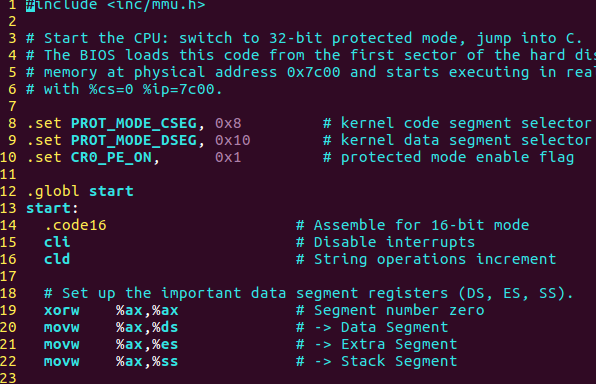 1 #include <inc/mmu.h>
2
3 # Start the CPU: switch to 32-bit protected mode, jump into C.
4 # The BIOS loads this code from the first sector of the hard dis
5 # memory at physical address 0x7c00 and starts executing in real
6 # with %cs=0 %ip=7c00.
7
8 .set PROT_MODE_CSEG, 0x8 # kernel code segment selector
9 .set PROT_MODE_DSEG, 0x10 # kernel data segment selector
10 .set CR0_PE_ON, 0x1 # protected mode enable flag
11
12 .globl start
13 start:
14 .code16 # Assemble for 16-bit mode
15 cli # Disable interrupts
16 cld # String operations increment
17
18 # Set up the important data segment registers (DS, ES, SS).
19 xorw %ax,%ax # Segment number zero
20 movw %ax,%ds # -> Data Segment
21 movw %ax,%es # -> Extra Segment
22 movw %ax,%ss # -> Stack Segment
23